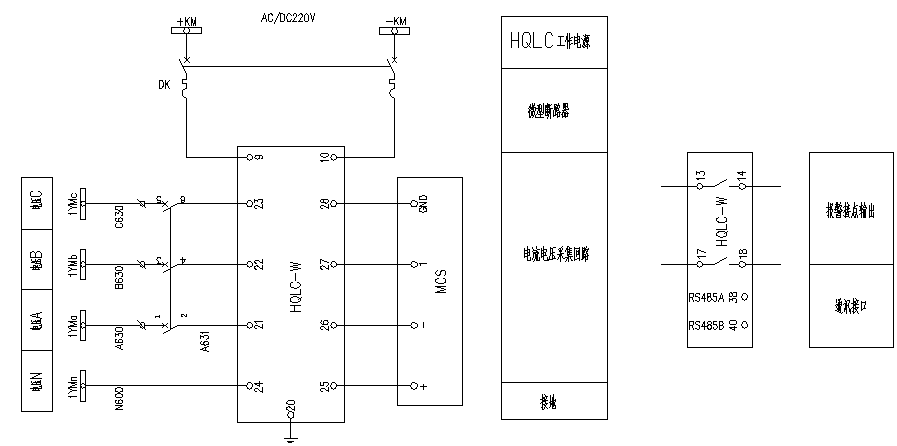 +KM
AC/DC220V
-KM
DK
9
10
电压C
1YMc
C630
5
6
23
28
GND
电压B
1YMb
B630
3
4
22
27
1
电压A
1YMa
A630
1
2
A631
21
26
-
电压N
1YMn
N600
24
25
+
HQLC-W
MCS
20
HQLC工作电源
微型断路器
电流电压采集回路
接地
13
14
HQLC-W
17
18
RS485A 38
RS485B 40
报警接点输出
通讯接口